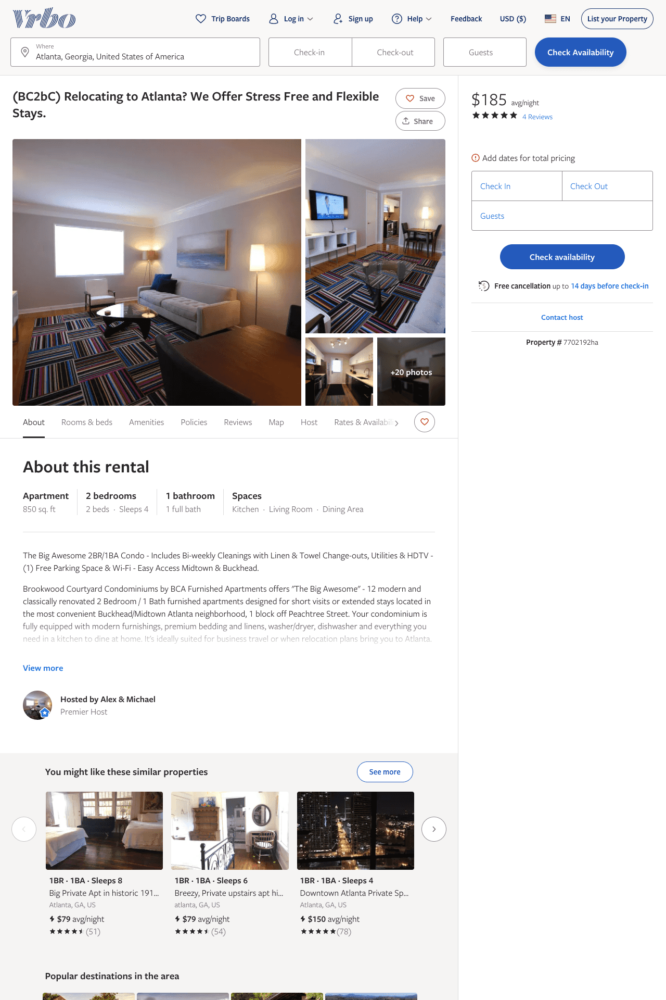 Vrbo
Trip Boards
Log in
Sign up
Help
Feedback
USD ($)
EN
List your Property
Where
Atlanta, Georgia, United States of America
Check-in
Check-out
Guests
Check Availability
(BC2bC) Relocating to Atlanta? We Offer Stress Free and Flexible
Stays.
Save
Share
$185 avg/night
4 Reviews
Add dates for total pricing
Check In
Check Out
Guests
Check availability
Free cancellation up to 14 days before check-in
Contact host
Property # 7702192ha
+20 photos
About
Rooms & beds
Amenities
Policies
Reviews
Map
Host
Rates & Availabili
About this rental
Apartment
850 sq. ft
2 bedrooms
2 beds · Sleeps 4
1 bathroom
1 full bath
Spaces
Kitchen · Living Room · Dining Area
The Big Awesome 2BR/1BA Condo - Includes Bi-weekly Cleanings with Linen & Towel Change-outs, Utilities & HDTV -
(1) Free Parking Space & Wi-Fi - Easy Access Midtown & Buckhead.
Brookwood Courtyard Condominiums by BCA Furnished Apartments offers "The Big Awesome" - 12 modern and
classically renovated 2 Bedroom / 1 Bath furnished apartments designed for short visits or extended stays located in
the most convenient Buckhead/Midtown Atlanta neighborhood, 1 block off Peachtree Street. Your condominium is
fully equipped with modern furnishings, premium bedding and linens, washer/dryer, dishwasher and everything you
need in a kitchen to dine at home. It's ideally suited for business travel or when relocation plans bring you to Atlanta.
View more
Hosted by Alex & Michael
Premier Host
You might like these similar properties
See more
1BR · 1BA · Sleeps 8
Big Private Apt in historic 191...
Atlanta, GA, US
$79 avg/night
(51)
1BR · 1BA · Sleeps 6
Breezy, Private upstairs apt hi...
atlanta, GA, US
$79 avg/night
(54)
1BR · 1BA · Sleeps 4
Downtown Atlanta Private Sp...
Atlanta, GA, US
$150 avg/night
(78)
Popular destinations in the area